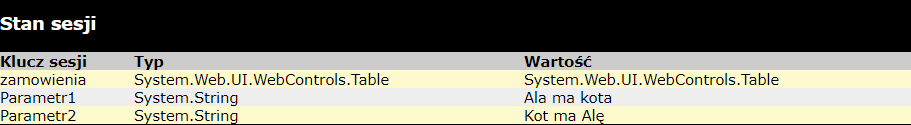 Stan sesji
Klucz sesji Typ Wartość
zamowienia System.Web.UI.WebControls.Table System.Web.UI.WebControls.Table
Parametr1 System.String Ala ma kota
Parametr2 System.String Kot ma Alę